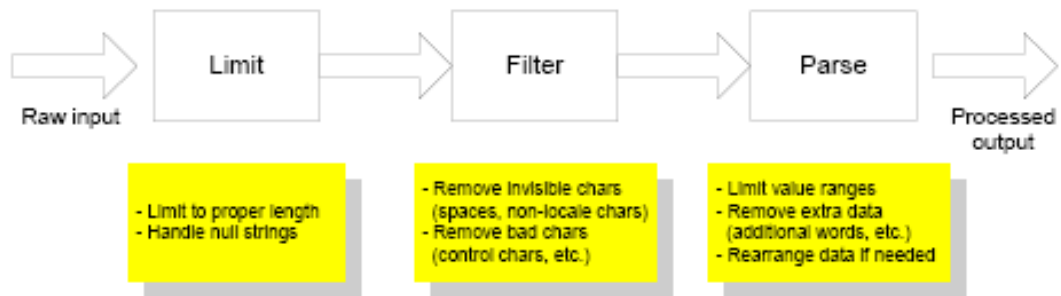 Limit
Filter
Parse
Raw input
Processed
output
- Limit to proper length
- Handle null strings
- Remove invisible chars
(spaces, non-locale chars)
- Remove bad chars
(control chars, etc.)
- Limit value ranges
- Remove extra data
(additional words, etc.)
- Rearrange data if needed